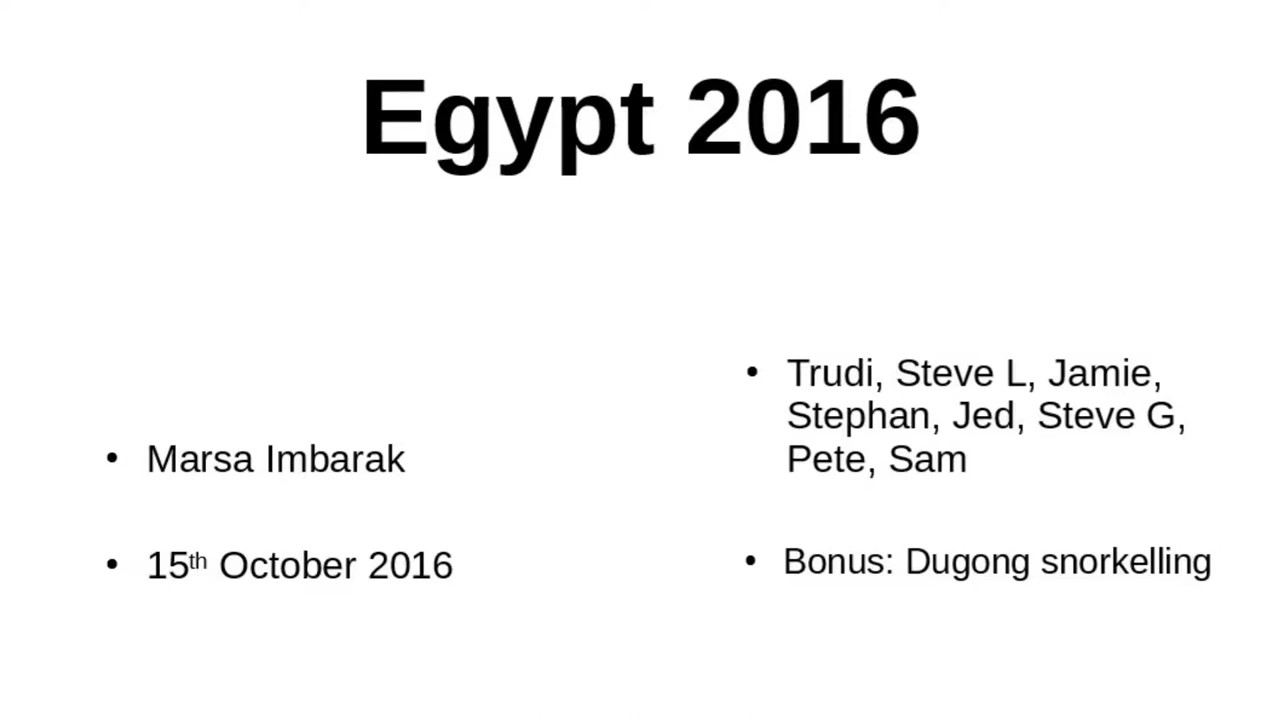 Egypt 2016
• Marsa Imbarak
• 15th October 2016
• Trudi, Steve L, Jamie,
Stephan, Jed, Steve G,
Pete, Sam
• Bonus: Dugong snorkelling